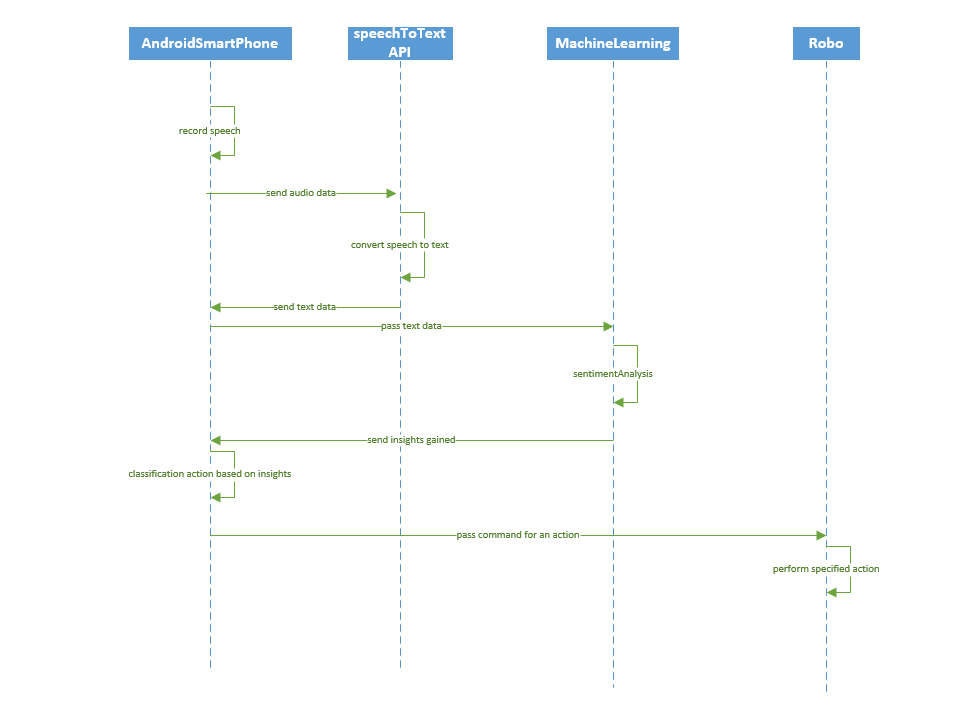 AndroidSmartPhone
speechToText
API
MachineLearning
Robo
record speech
send audio data
convert speech to text
send text data
pass text data
sentimentAnalysis
send insights gained
classification action based on insights
pass command for an action
perform specified action